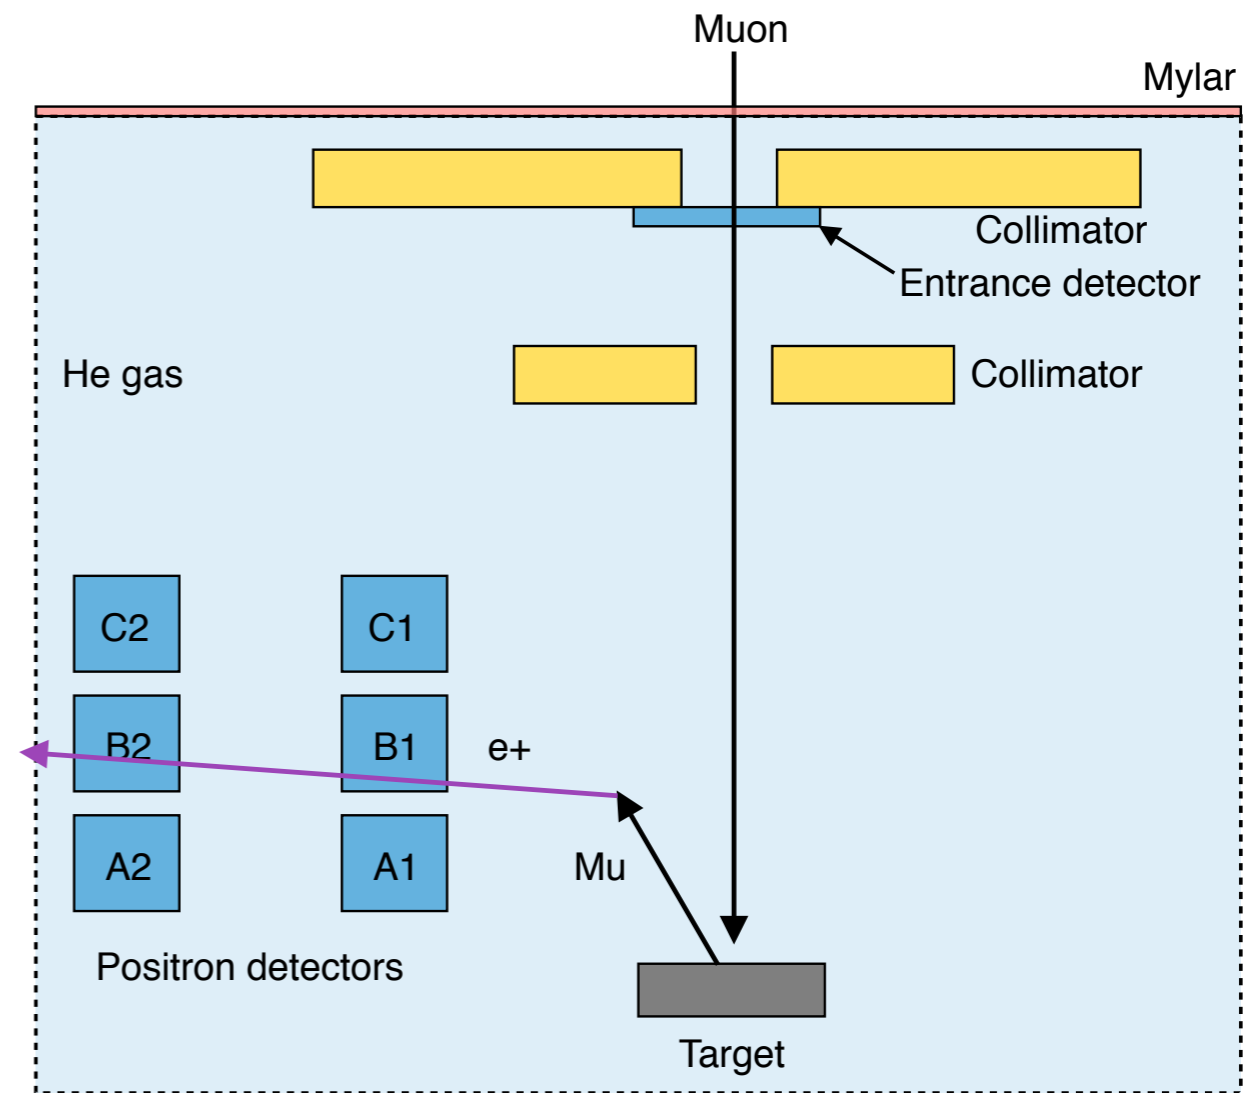 Muon
Mylar
Collimator
Entrance detector
He gas
Collimator
C2
C1
B2
B1
e+
A2
A1
Mu
Positron detectors
Target